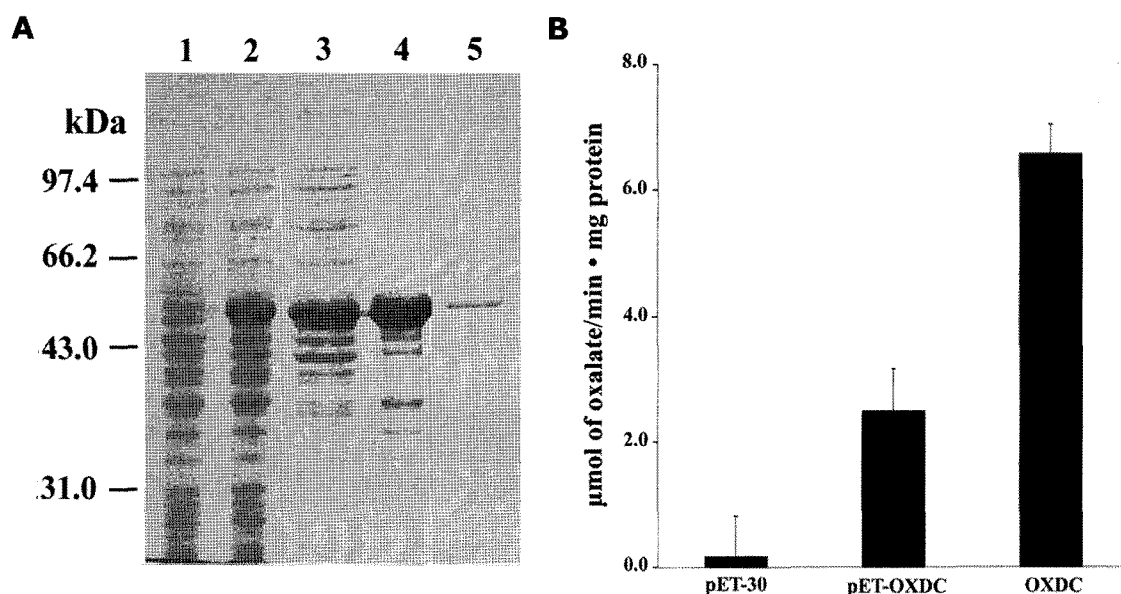 A
1 2 3 4 5
kDa
97.4
66.2
43.0
31.0
B
µmol of oxalate/min • mg protein
8.0
6.0
4.0
2.0
0.0
pET-30 pET-OXDC OXDC